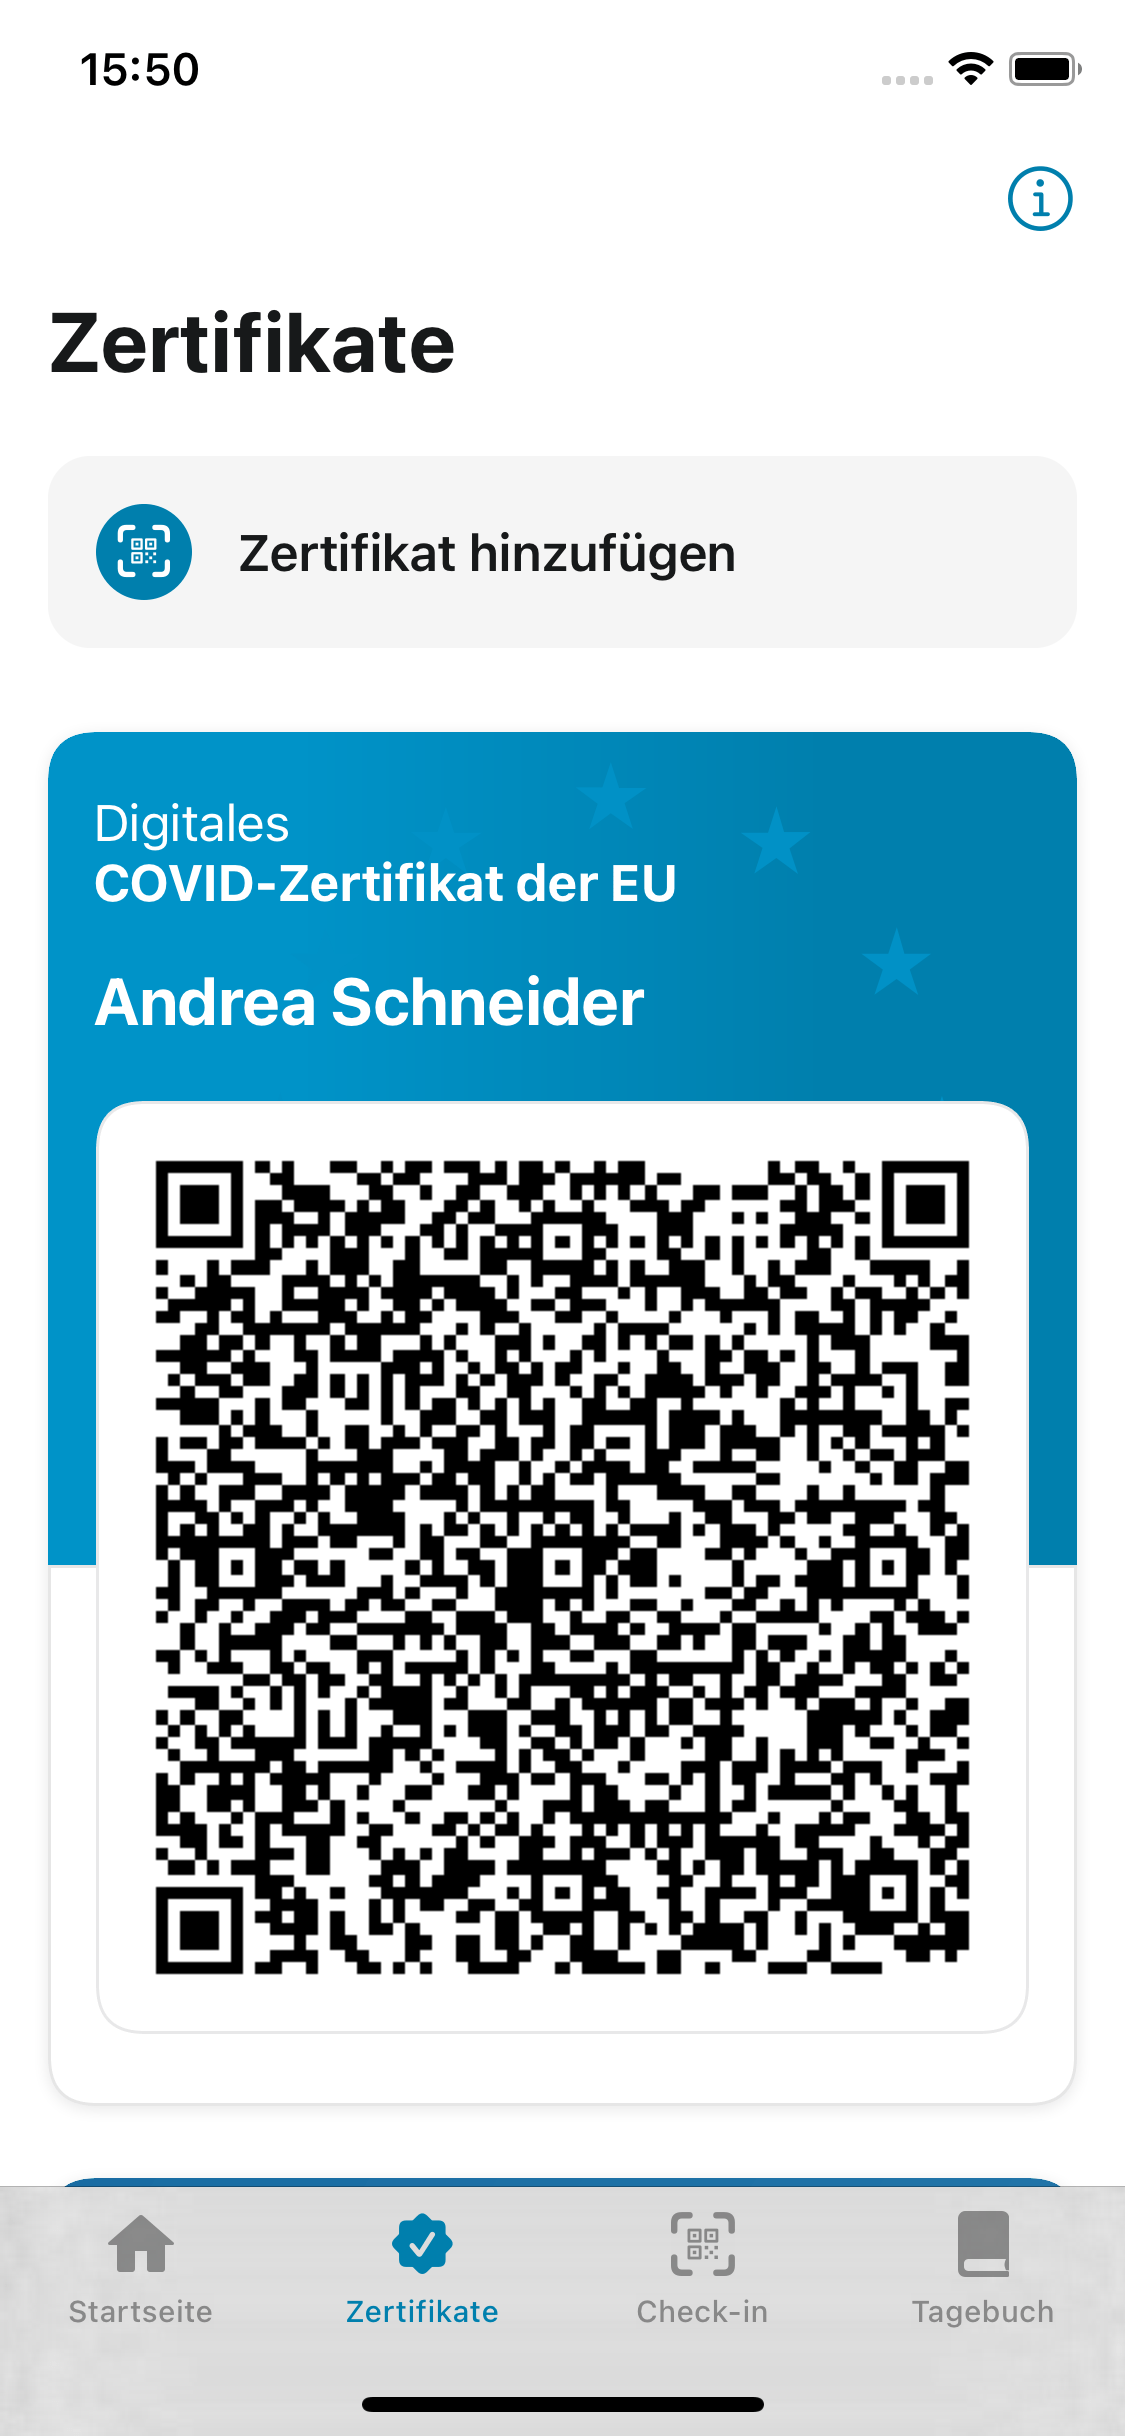 15:50
Zertifikate
Zertifikat hinzufügen
Digitales
COVID-Zertifikat der EU
Andrea Schneider
Startseite
Zertifikate
Check-in
Tagebuch